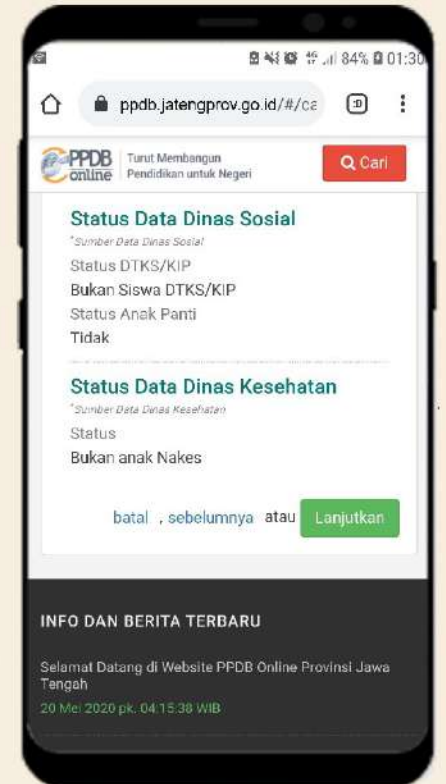 84% 01:30
ppdb.jatengprov.go.id/#/ca
:D
PPDB
online
Turut Membangun
Pendidikan untuk Negeri
Cari
Status Data Dinas Sosial
*Sumber Data Dinas Sosial
Status DTKS/KIP
Bukan Siswa DTKS/KIP
Status Anak Panti
Tidak
Status Data Dinas Kesehatan
*Sumber Data Dinas Kesehatan
Status
Bukan anak Nakes
batal , sebelumnya atau Lanjutkan
INFO DAN BERITA TERBARU
Selamat Datang di Website PPDB Online Provinsi Jawa
Tengah
20 Mei 2020 pk. 04:15:38 WIB